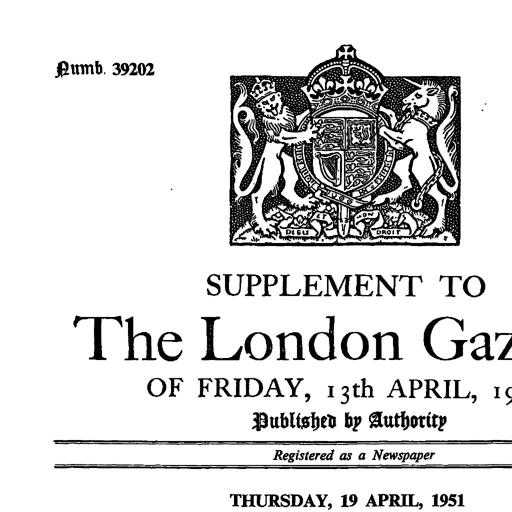 Numb. 39202
DIEU ET MON DROIT
SUPPLEMENT TO
The London Gaz
OF FRIDAY, 13th APRIL, 19
Published by Authority
Registered as a Newspaper
THURSDAY, 19 APRIL, 1951